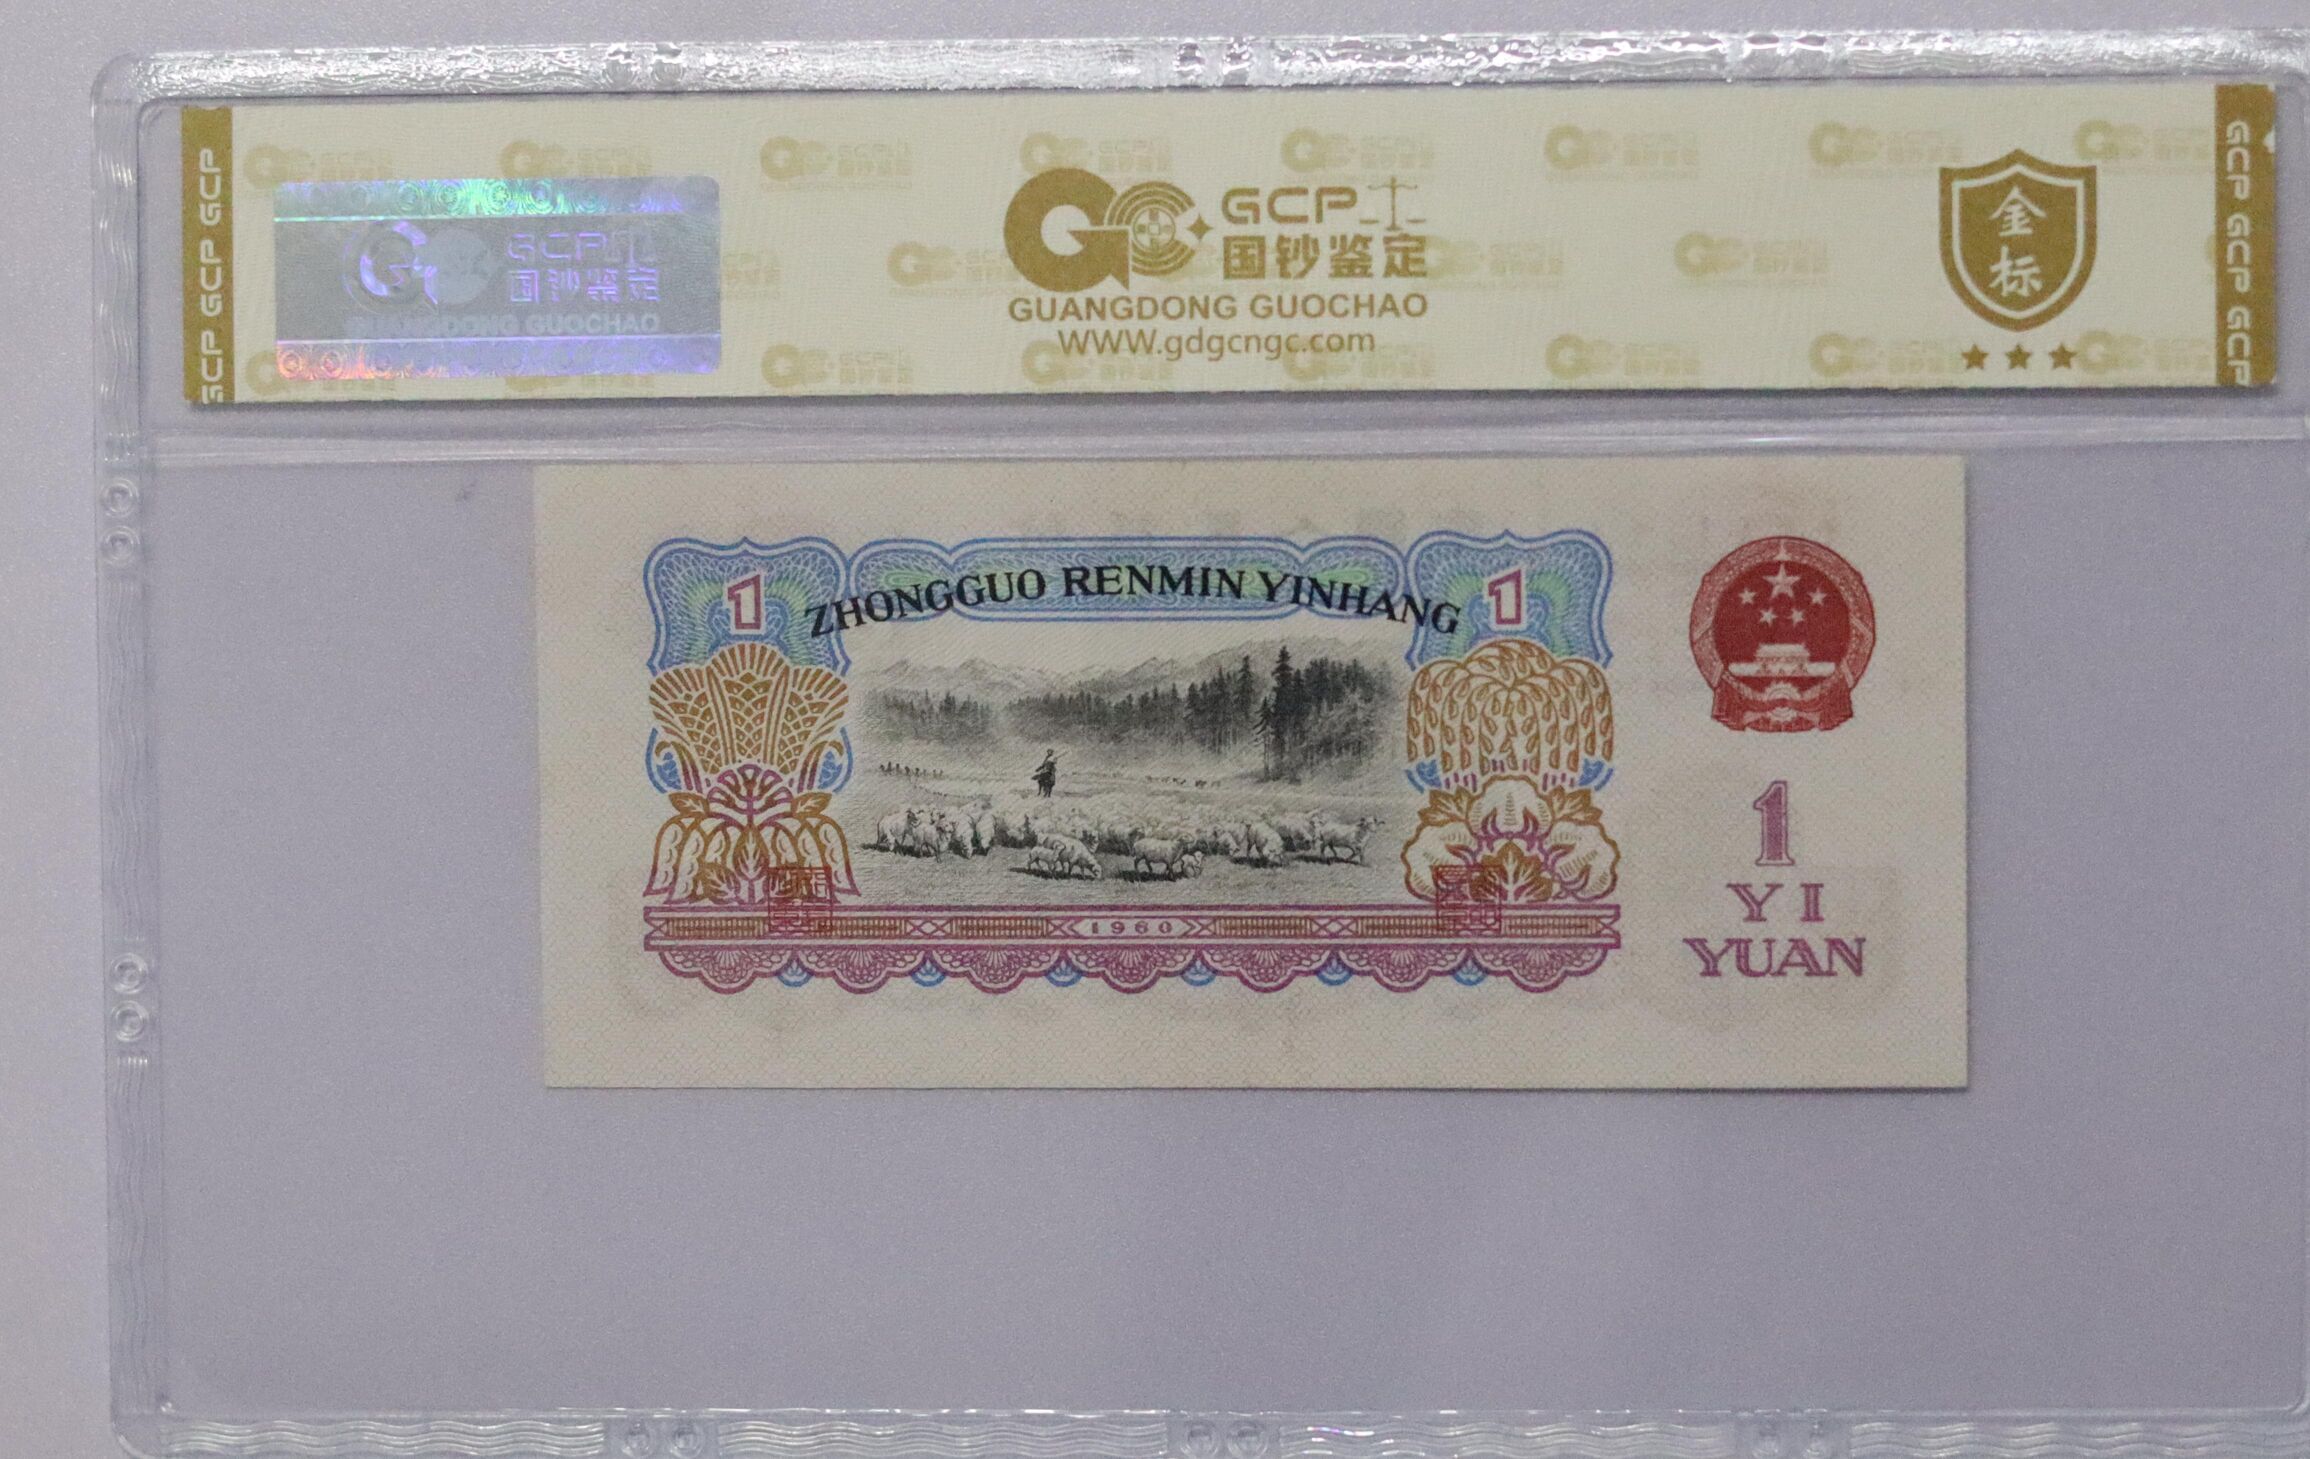 GCP GCP GCP
GCP
国钞鉴定
GUANGDONG GUOCHAO
GCP
国钞鉴定
GUANGDONG GUOCHAO
WWW.gdgcngc.com
金标
GCP GCP GCP
1
ZHONGGUO RENMIN YINHANG
1
1960
1
YI
YUAN